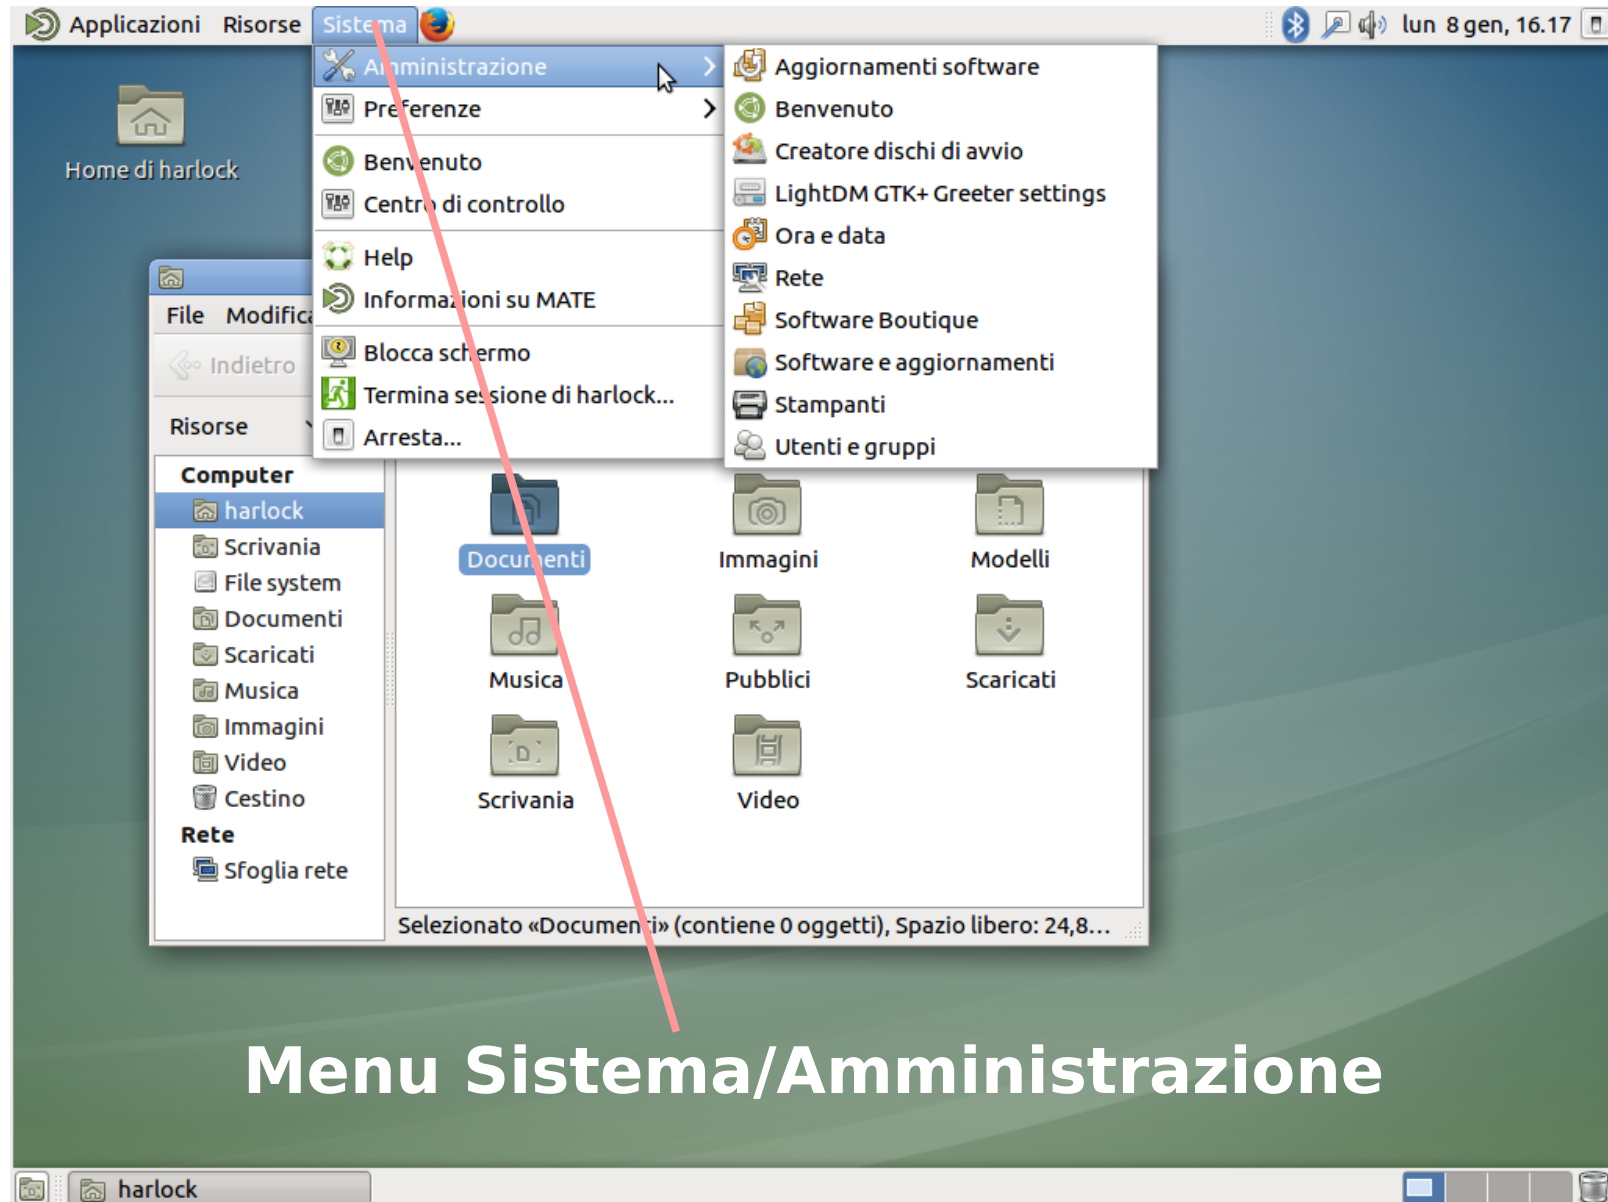 Applicazioni Risorse Sistema lun 8 gen, 16.17
Home di harlock
Amministrazione
Preferenze
Benvenuto
Centro di controllo
Help
Informazioni su MATE
Blocca schermo
Termina sessione di harlock...
Arresta...
Aggiornamenti software
Benvenuto
Creatore dischi di avvio
LightDM GTK+ Greeter settings
Ora e data
Rete
Software Boutique
Software e aggiornamenti
Stampanti
Utenti e gruppi
File Modifica
Indietro
Risorse
Computer
harlock
Scrivania
File system
Documenti
Scaricati
Musica
Immagini
Video
Cestino
Rete
Sfoglia rete
Documenti Immagini Modelli
Musica Pubblici Scaricati
Scrivania Video
Selezionato «Documenti» (contiene 0 oggetti), Spazio libero: 24,8...
Menu Sistema/Amministrazione
harlock